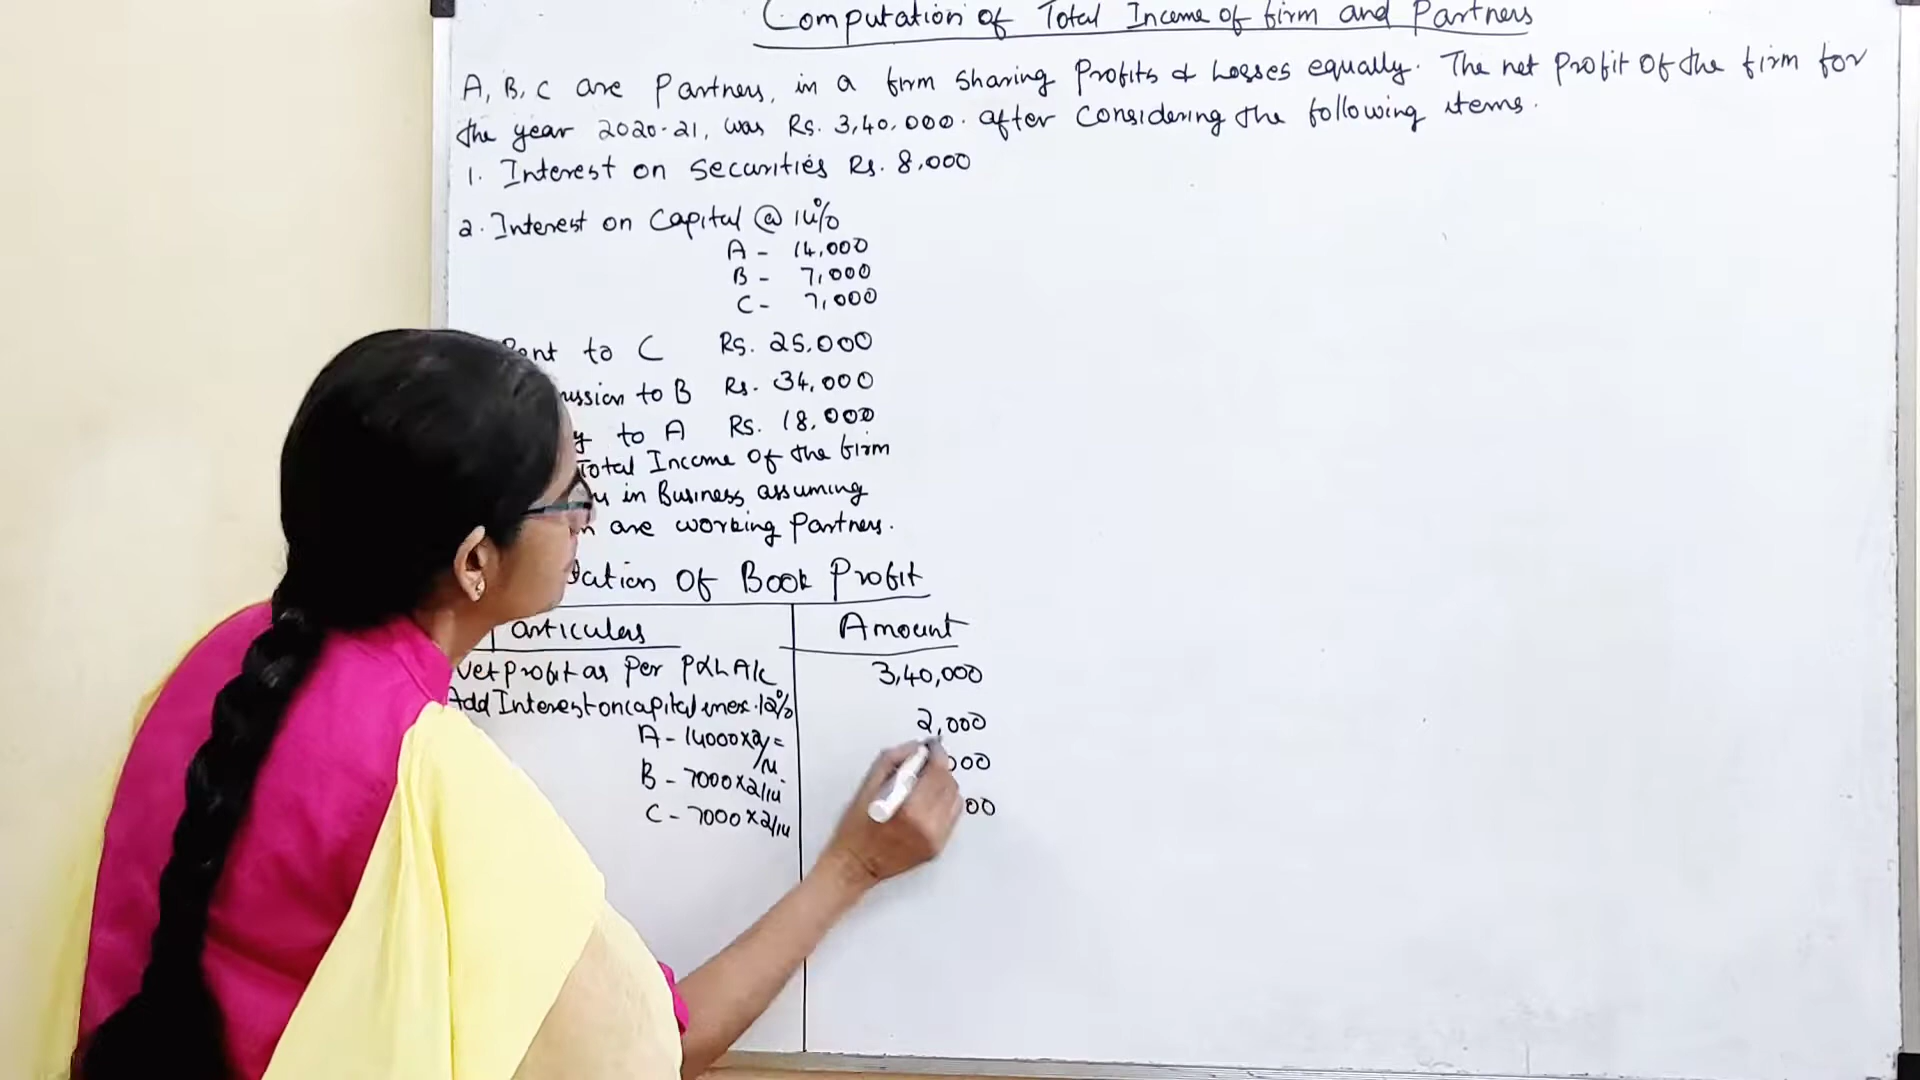 Computation of Total Income of firm and Partners
A, B, C are Partners, in a firm sharing Profits & Losses equally. The net profit of the firm for
the year 2020-21, was Rs. 3,40,000. after Considering the following items.
1. Interest on Securities Rs. 8,000
2. Interest on Capital @ 14%
A - 14,000
B - 7,000
C - 7,000
Rent to C Rs. 25,000
to B Rs. 34,000
to A Rs. 18,000
Total Income of the firm
in Business assuming
are working Partners.
Of Book Profit
Amount
Net profit as Per P&L A/c 3,40,000
Add Interest on capital inex. 12%
2,000
A - 14000x2/14 =
B - 7000x2/14
C - 7000x2/14